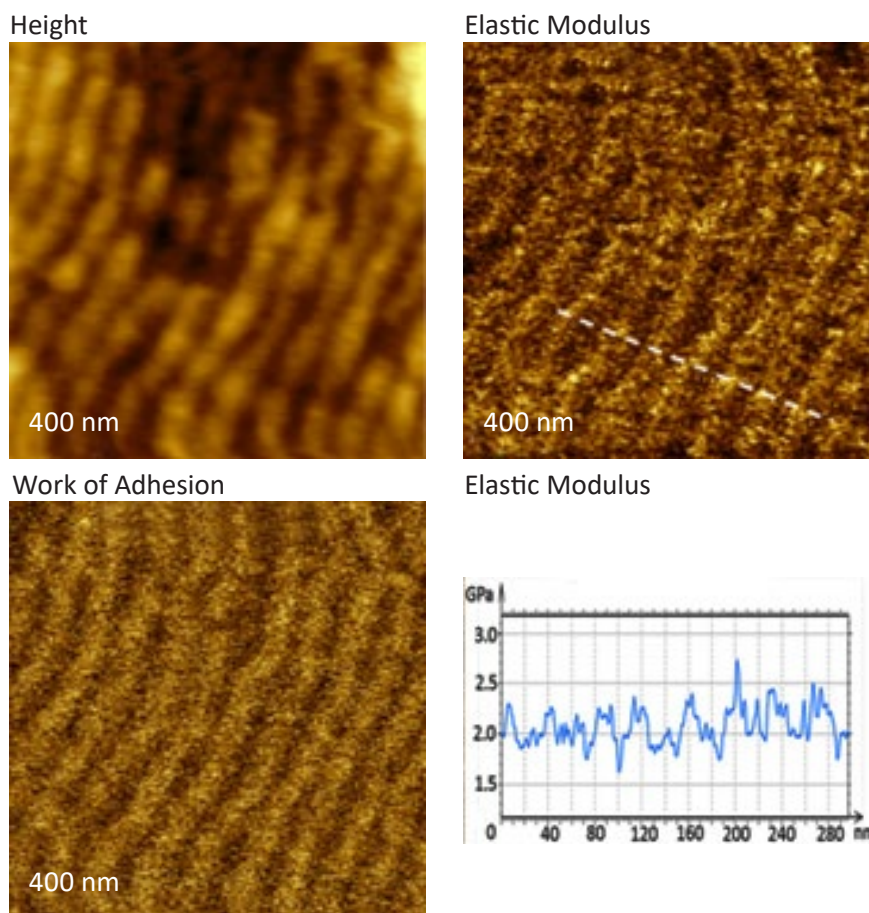 Height
Elastic Modulus
400 nm
400 nm
Work of Adhesion
Elastic Modulus
400 nm
GPa
3.0
2.5
2.0
1.5
0 40 80 120 160 200 240 280 nm